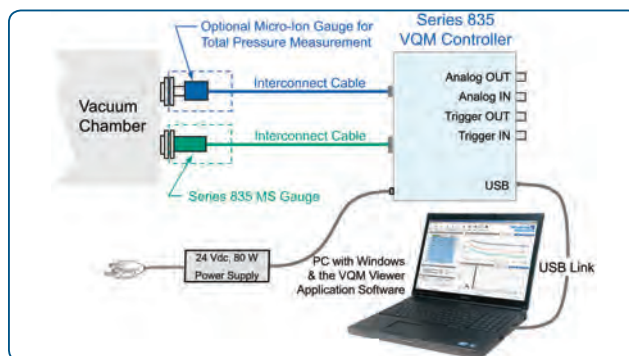 Optional Micro-Ion Gauge for
Total Pressure Measurement
Series 835
VQM Controller
Vacuum
Chamber
Interconnect Cable
Interconnect Cable
Series 835 MS Gauge
Analog OUT
Analog IN
Trigger OUT
Trigger IN
USB
24 Vdc, 80 W
Power Supply
PC with Windows
& the VQM Viewer
Application Software
USB Link